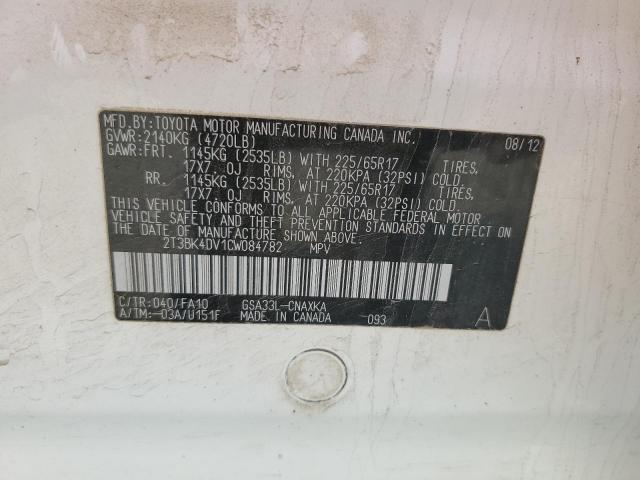 MFD.BY:TOYOTA MOTOR MANUFACTURING CANADA INC. 08/12
GVWR:2140KG (4720LB)
GAWR:FRT. 1145KG (2535LB) WITH 225/65R17 TIRES,
17X7. 0J RIMS, AT 220KPA (32PSI) COLD.
RR. 1145KG (2535LB) WITH 225/65R17 TIRES,
17X7. 0J RIMS, AT 220KPA (32PSI) COLD.
THIS VEHICLE CONFORMS TO ALL APPLICABLE FEDERAL MOTOR
VEHICLE SAFETY AND THEFT PREVENTION STANDARDS IN EFFECT ON
THE DATE OF MANUFACTURE SHOWN ABOVE.
2T3BK4DV1CW084782 MPV
C/TR:040/FA10 GSA33L-CNAXKA
A/TM:-03A/U151F MADE IN CANADA 093 A